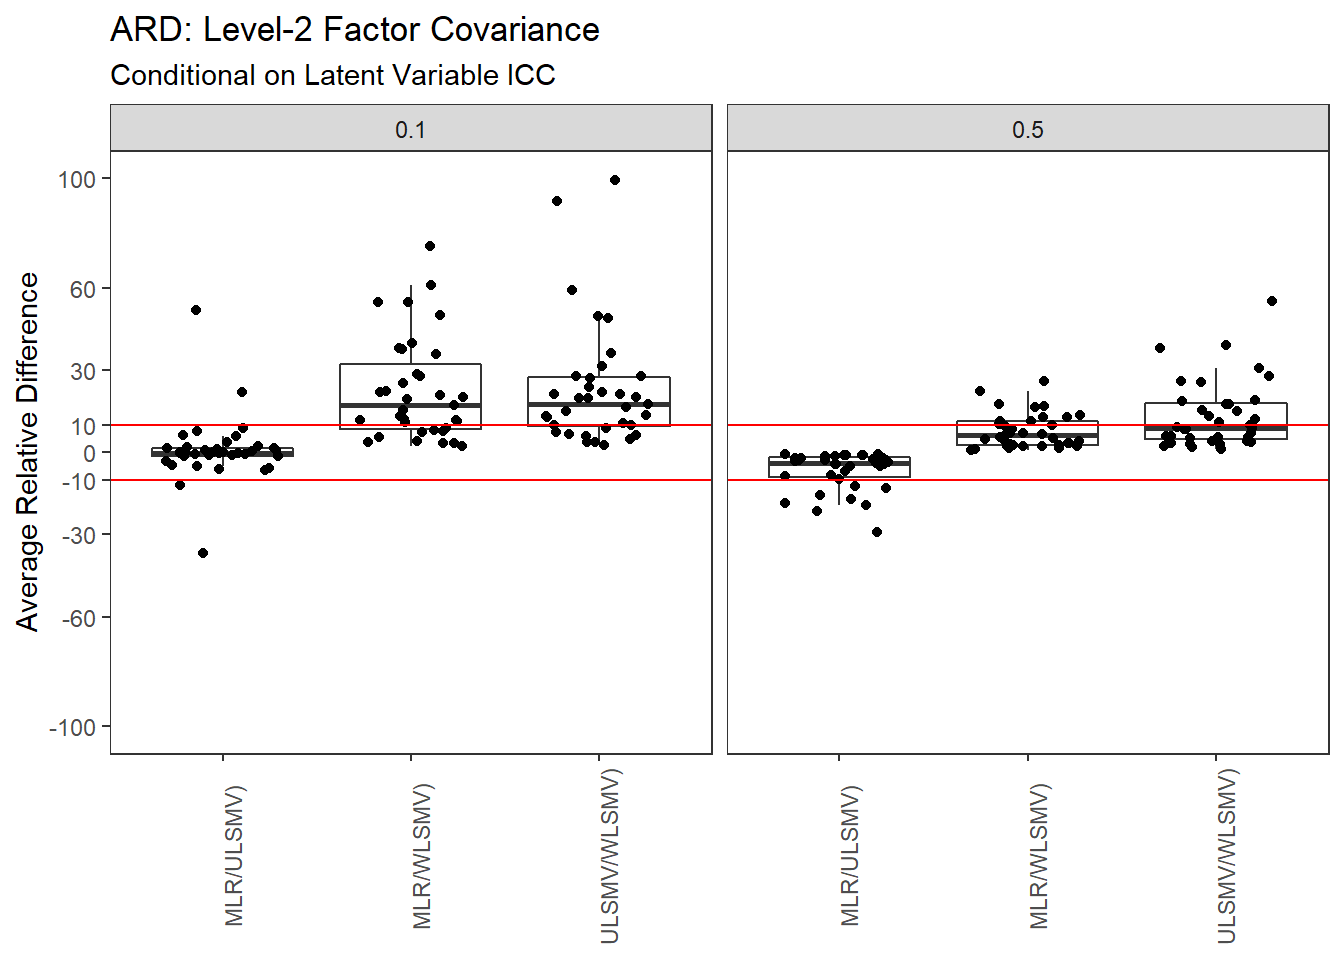 ARD: Level-2 Factor Covariance
Conditional on Latent Variable ICC
0.1
0.5
Average Relative Difference
100
60
30
10
0
-10
-30
-60
-100
MLR/ULSMV)
MLR/WLSMV)
ULSMV/WLSMV)
MLR/ULSMV)
MLR/WLSMV)
ULSMV/WLSMV)